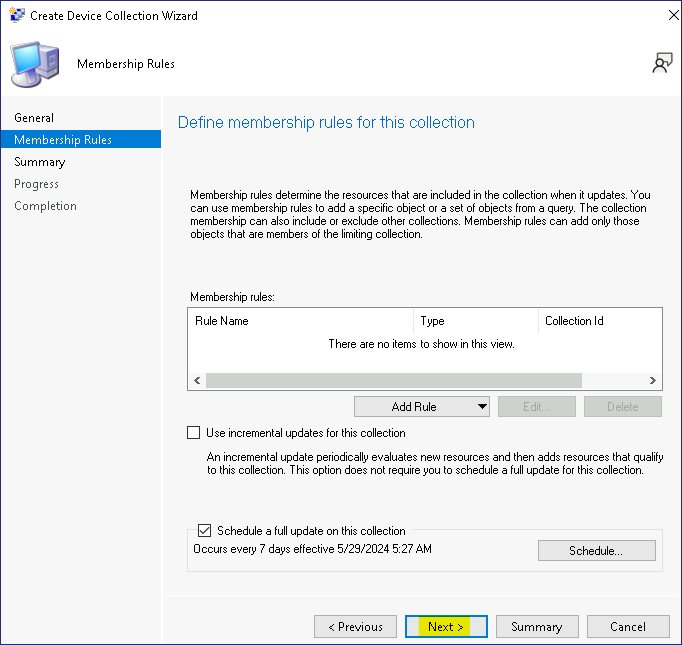 Create Device Collection Wizard
Membership Rules
General
Membership Rules
Summary
Progress
Completion
Define membership rules for this collection
Membership rules determine the resources that are included in the collection when it updates. You
can use membership rules to add a specific object or a set of objects from a query. The collection
membership can also include or exclude other collections. Membership rules can add only those
objects that are members of the limiting collection.
Membership rules:
Rule Name Type Collection Id
There are no items to show in this view.
Add Rule Edit... Delete
Use incremental updates for this collection
An incremental update periodically evaluates new resources and then adds resources that qualify
to this collection. This option does not require you to schedule a full update for this collection.
Schedule a full update on this collection
Occurs every 7 days effective 5/29/2024 5:27 AM
Schedule...
< Previous Next > Summary Cancel